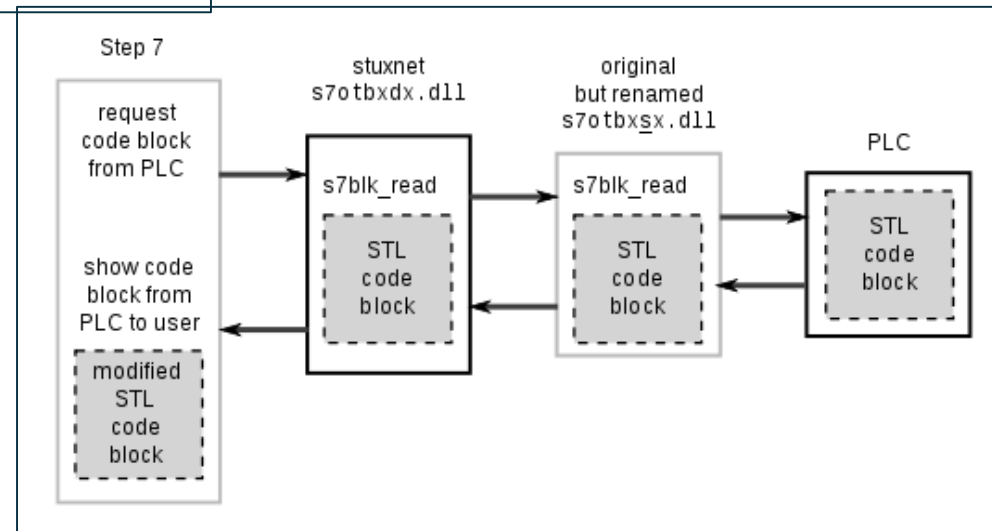 Step 7
request
code block
from PLC
show code
block from
PLC to user
modified
STL
code
block
stuxnet
s7otbxdx.dll
s7blk_read
STL
code
block
original
but renamed
s7otbxsx.dll
s7blk_read
STL
code
block
PLC
STL
code
block